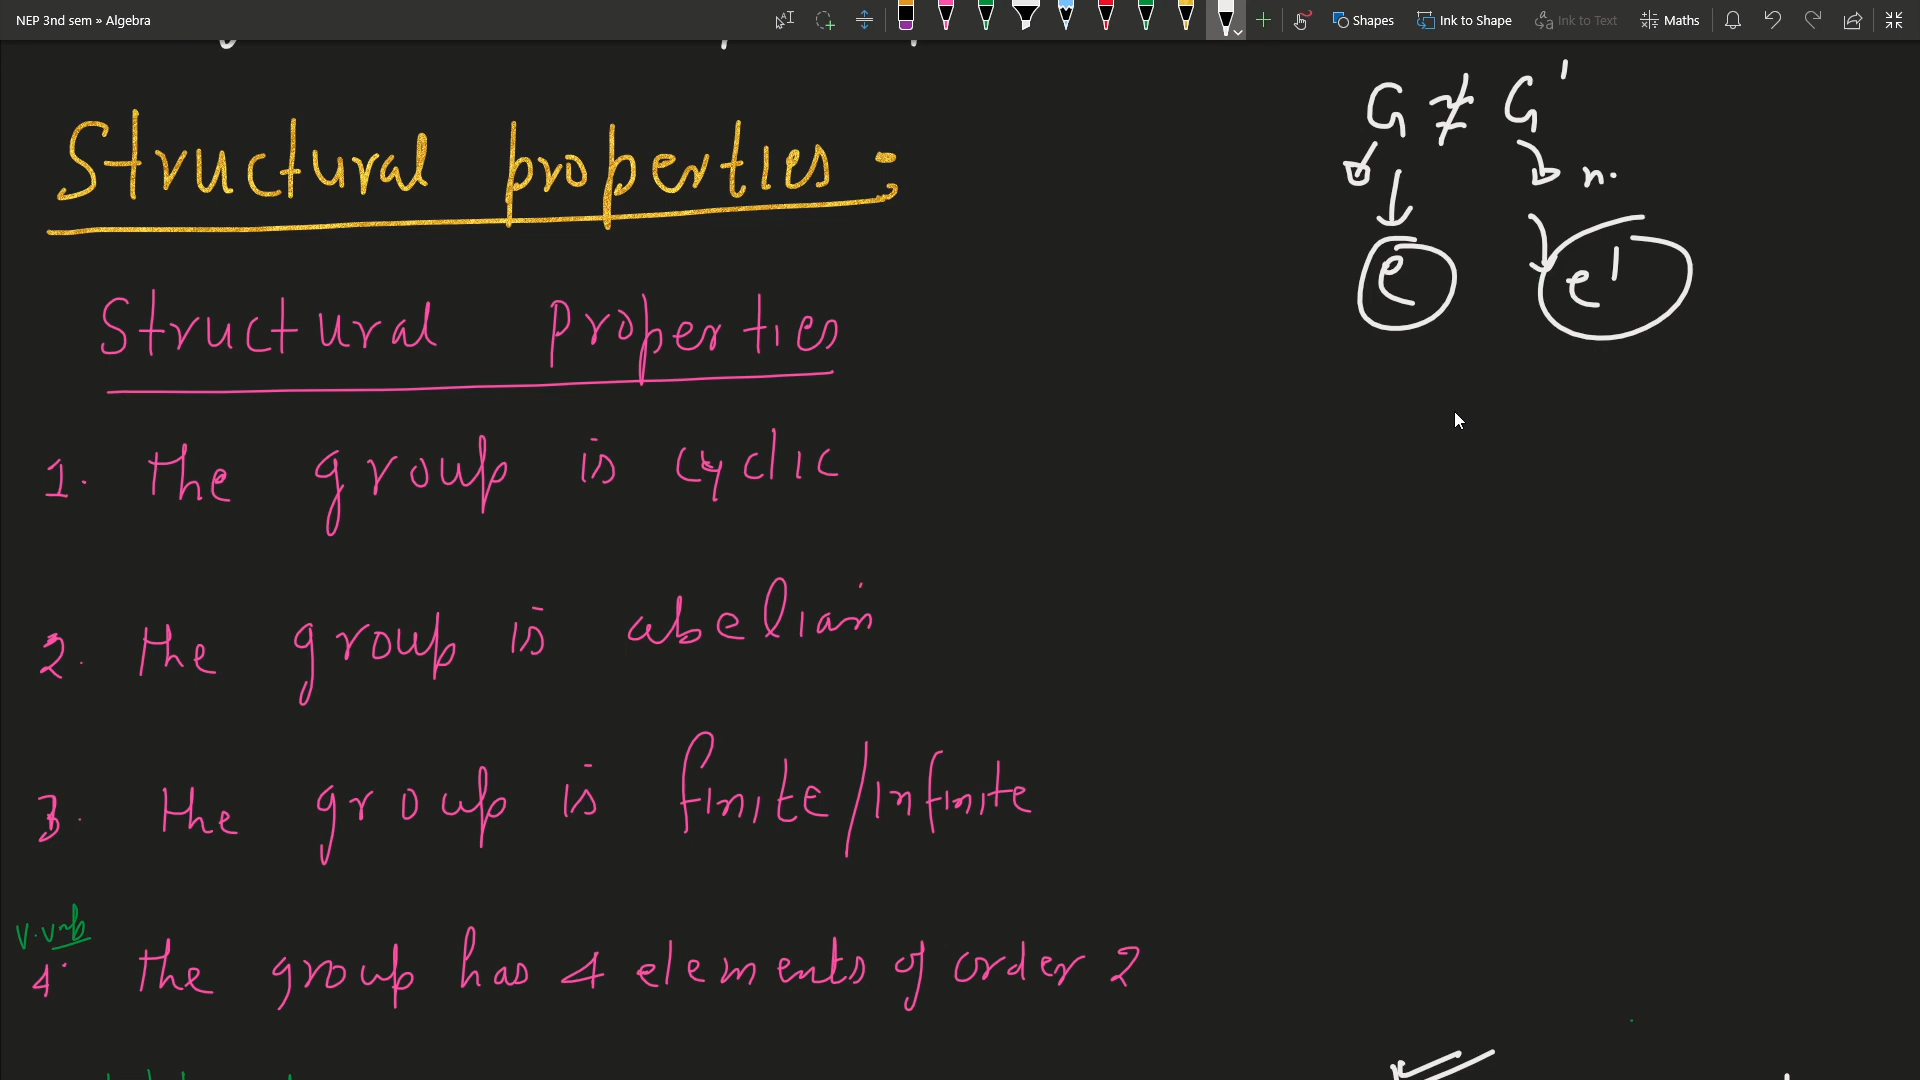 NEP 3nd sem » Algebra
Shapes
Ink to Shape
Ink to Text
Maths
G ≠ G'
n.
e e'
Structural properties :
Structural Properties
1. The group is cyclic
2. The group is abelian
3. The group is finite/infinite
4. The group has 4 elements of order 2